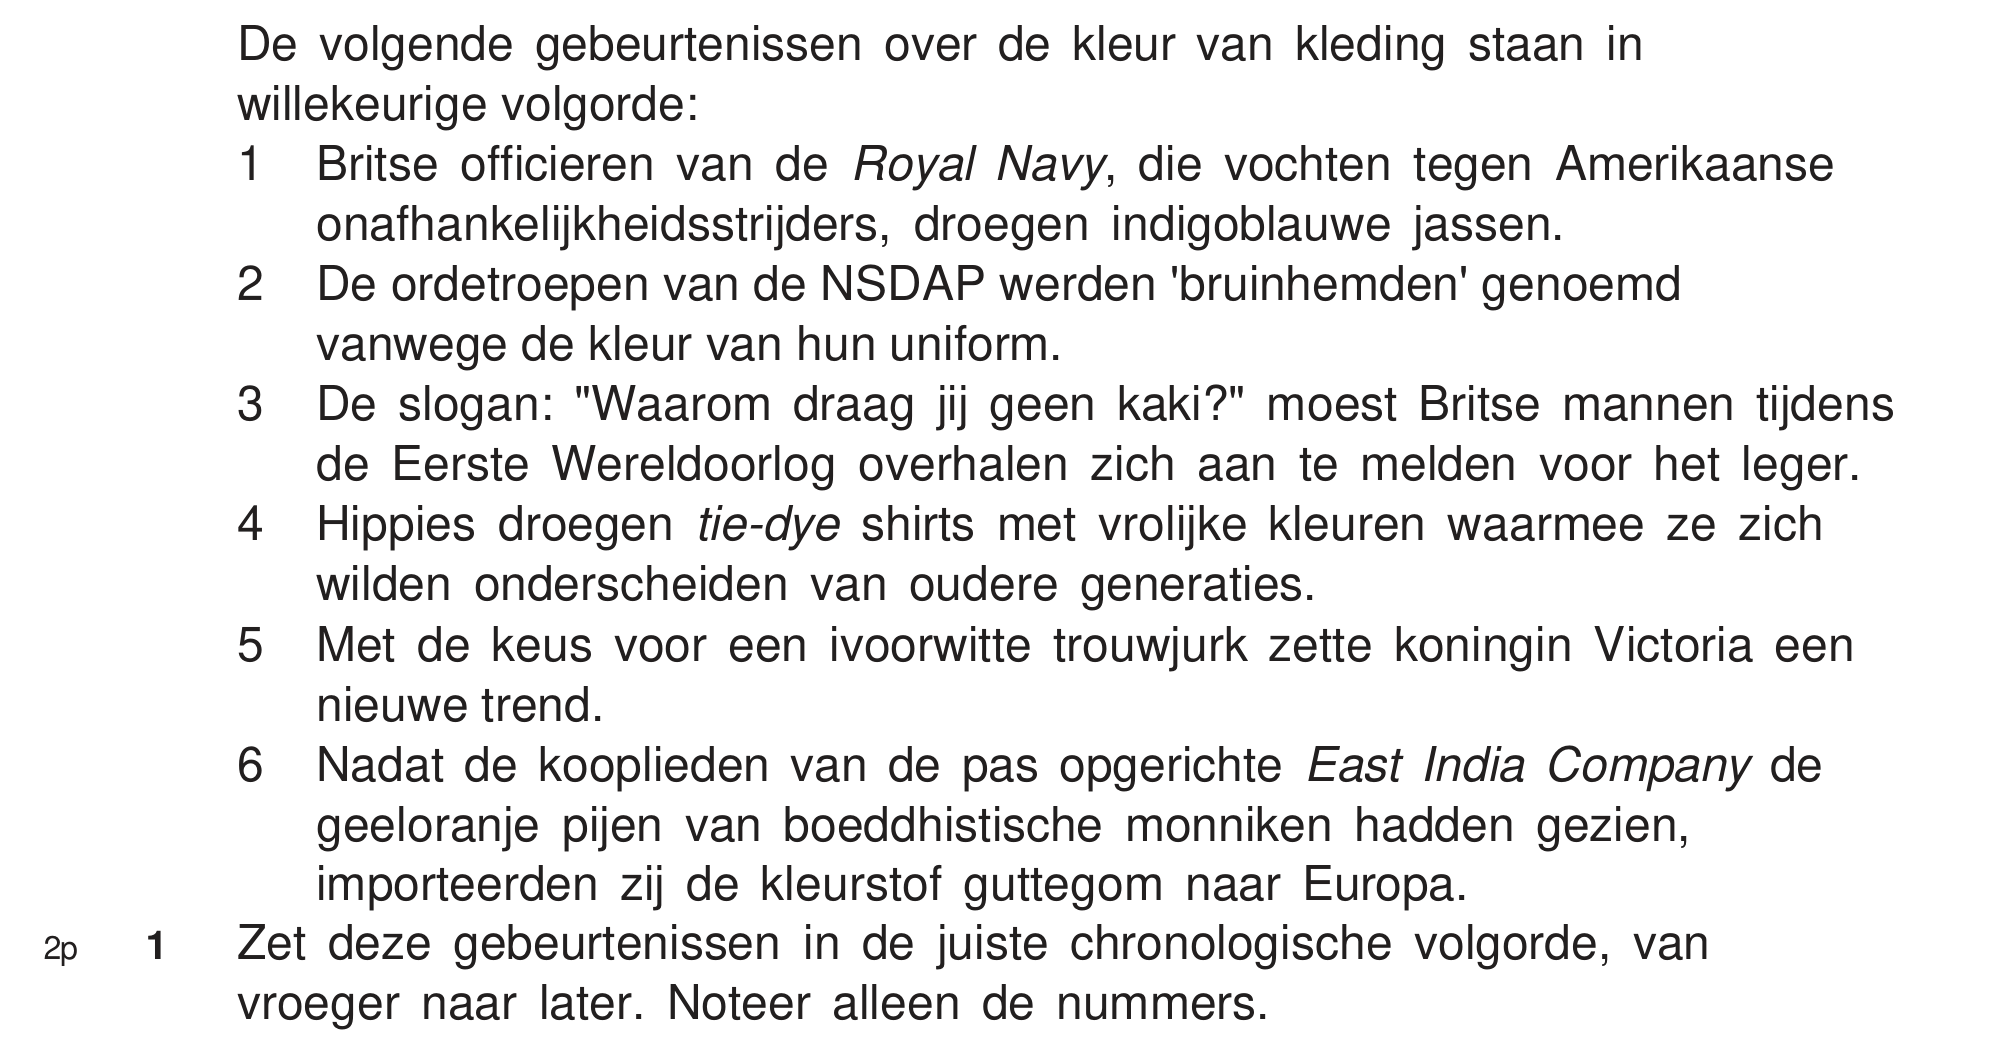 De volgende gebeurtenissen over de kleur van kleding staan in
willekeurige volgorde:
1 Britse officieren van de Royal Navy, die vochten tegen Amerikaanse
onafhankelijkheidsstrijders, droegen indigoblauwe jassen.
2 De ordetroepen van de NSDAP werden 'bruinhemden' genoemd
vanwege de kleur van hun uniform.
3 De slogan: "Waarom draag jij geen kaki?" moest Britse mannen tijdens
de Eerste Wereldoorlog overhalen zich aan te melden voor het leger.
4 Hippies droegen tie-dye shirts met vrolijke kleuren waarmee ze zich
wilden onderscheiden van oudere generaties.
5 Met de keus voor een ivoorwitte trouwjurk zette koningin Victoria een
nieuwe trend.
6 Nadat de kooplieden van de pas opgerichte East India Company de
geeloranje pijen van boeddhistische monniken hadden gezien,
importeerden zij de kleurstof guttegom naar Europa.
2p 1 Zet deze gebeurtenissen in de juiste chronologische volgorde, van
vroeger naar later. Noteer alleen de nummers.